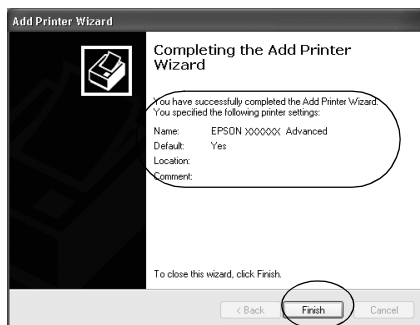 Add Printer Wizard
Completing the Add Printer
Wizard
You have successfully completed the Add Printer Wizard.
You specified the following printer settings:
Name: EPSON XXXXXX Advanced
Default: Yes
Location:
Comment:
To close this wizard, click Finish.
< Back Finish Cancel